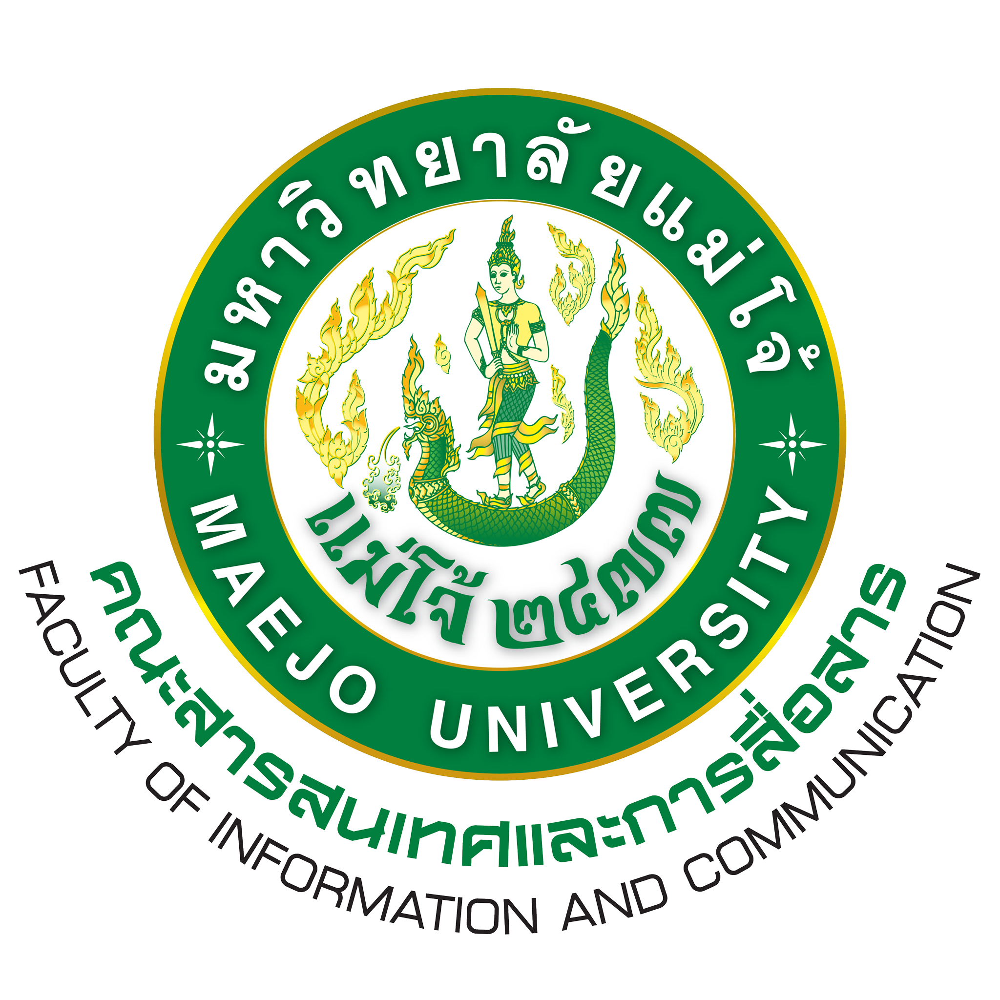 มหาวิทยาลัยแม่โจ้
แม่โจ้ ๒๔๗๗
MAEJO UNIVERSITY
คณะสารสนเทศและการสื่อสาร
FACULTY OF INFORMATION AND COMMUNICATION